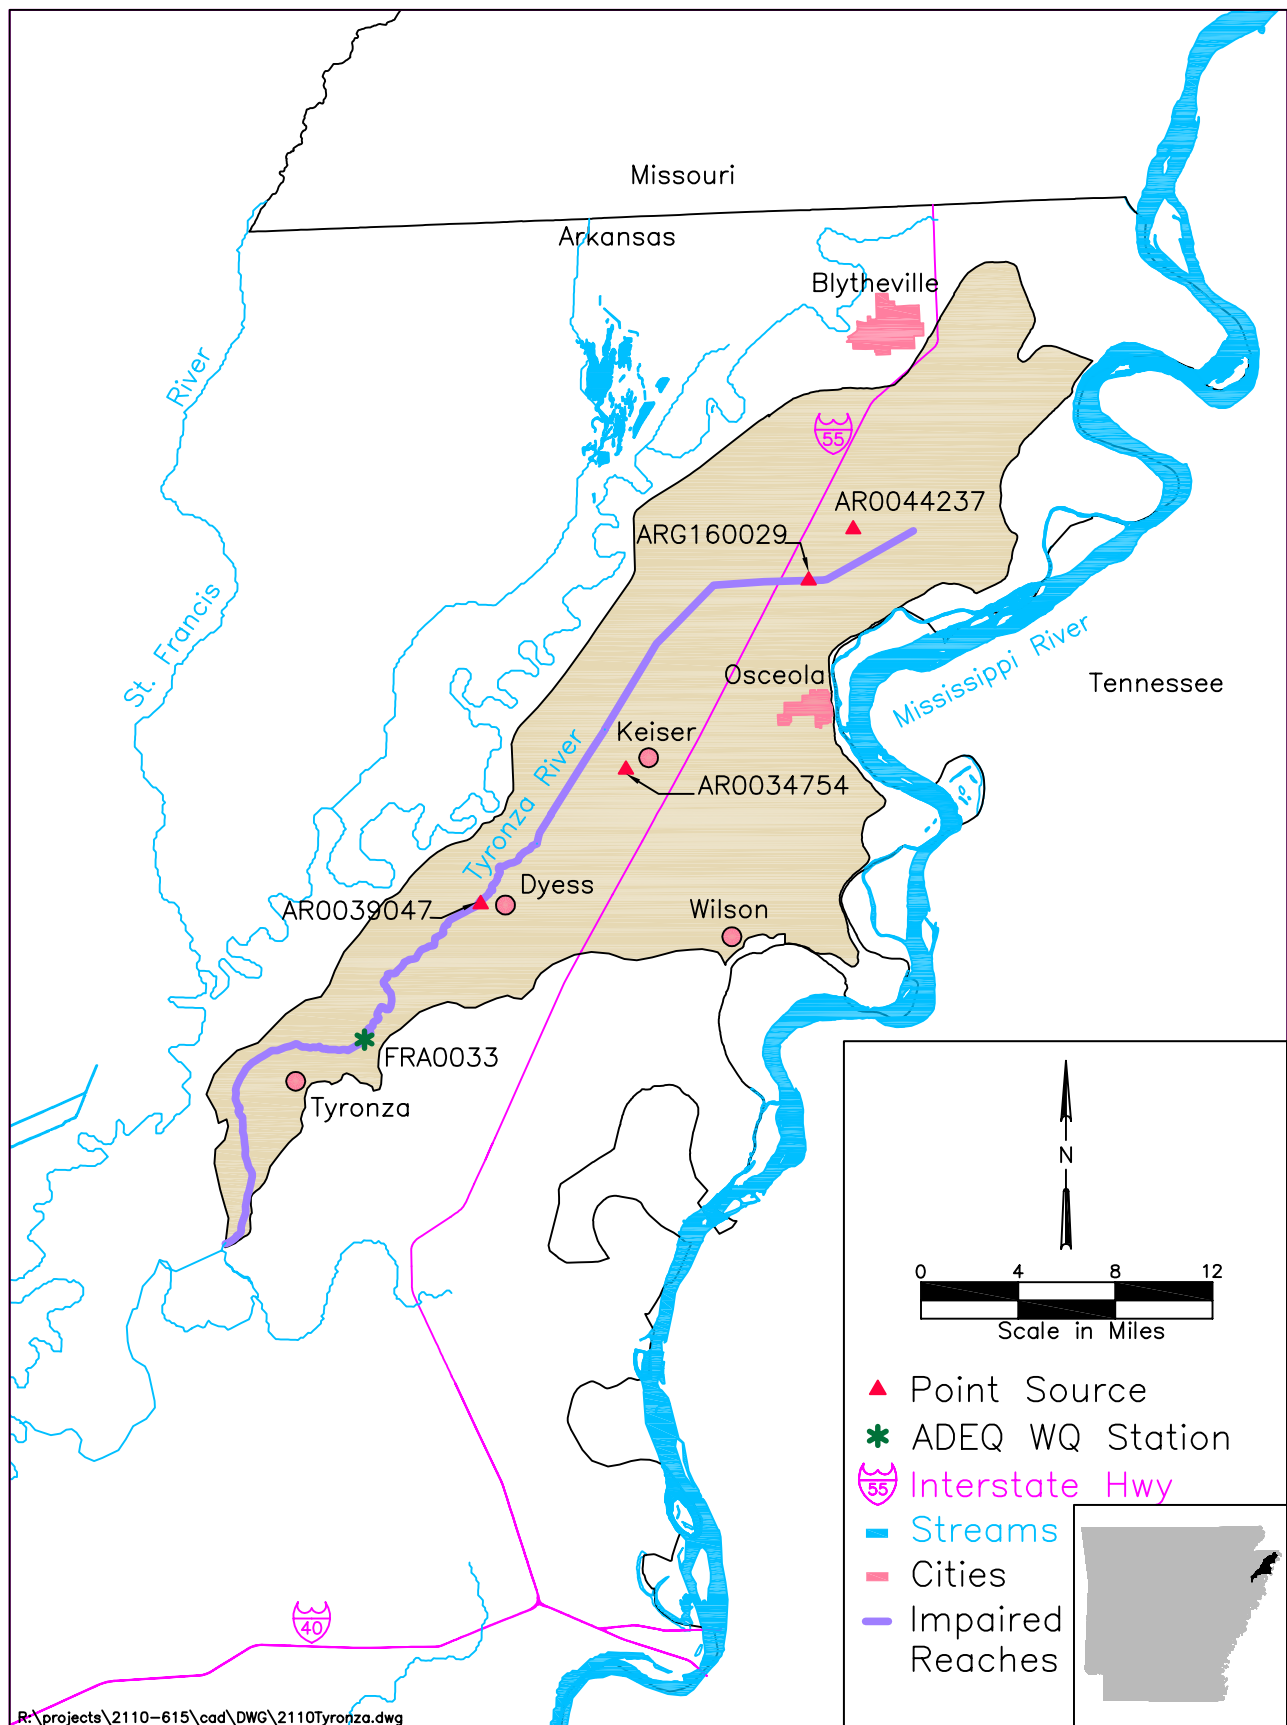 Missouri
Arkansas
Blytheville
River
55
AR0044237
ARG160029
St. Francis
Mississippi River
Osceola
Tennessee
Keiser
Tyronza River
AR0034754
Dyess
AR0039047
Wilson
FRA0033
Tyronza
N
0 4 8 12
Scale in Miles
Point Source
ADEQ WQ Station
55 Interstate Hwy
Streams
Cities
Impaired
Reaches
40
R:\projects\2110-615\cad\DWG\2110Tyronza.dwg